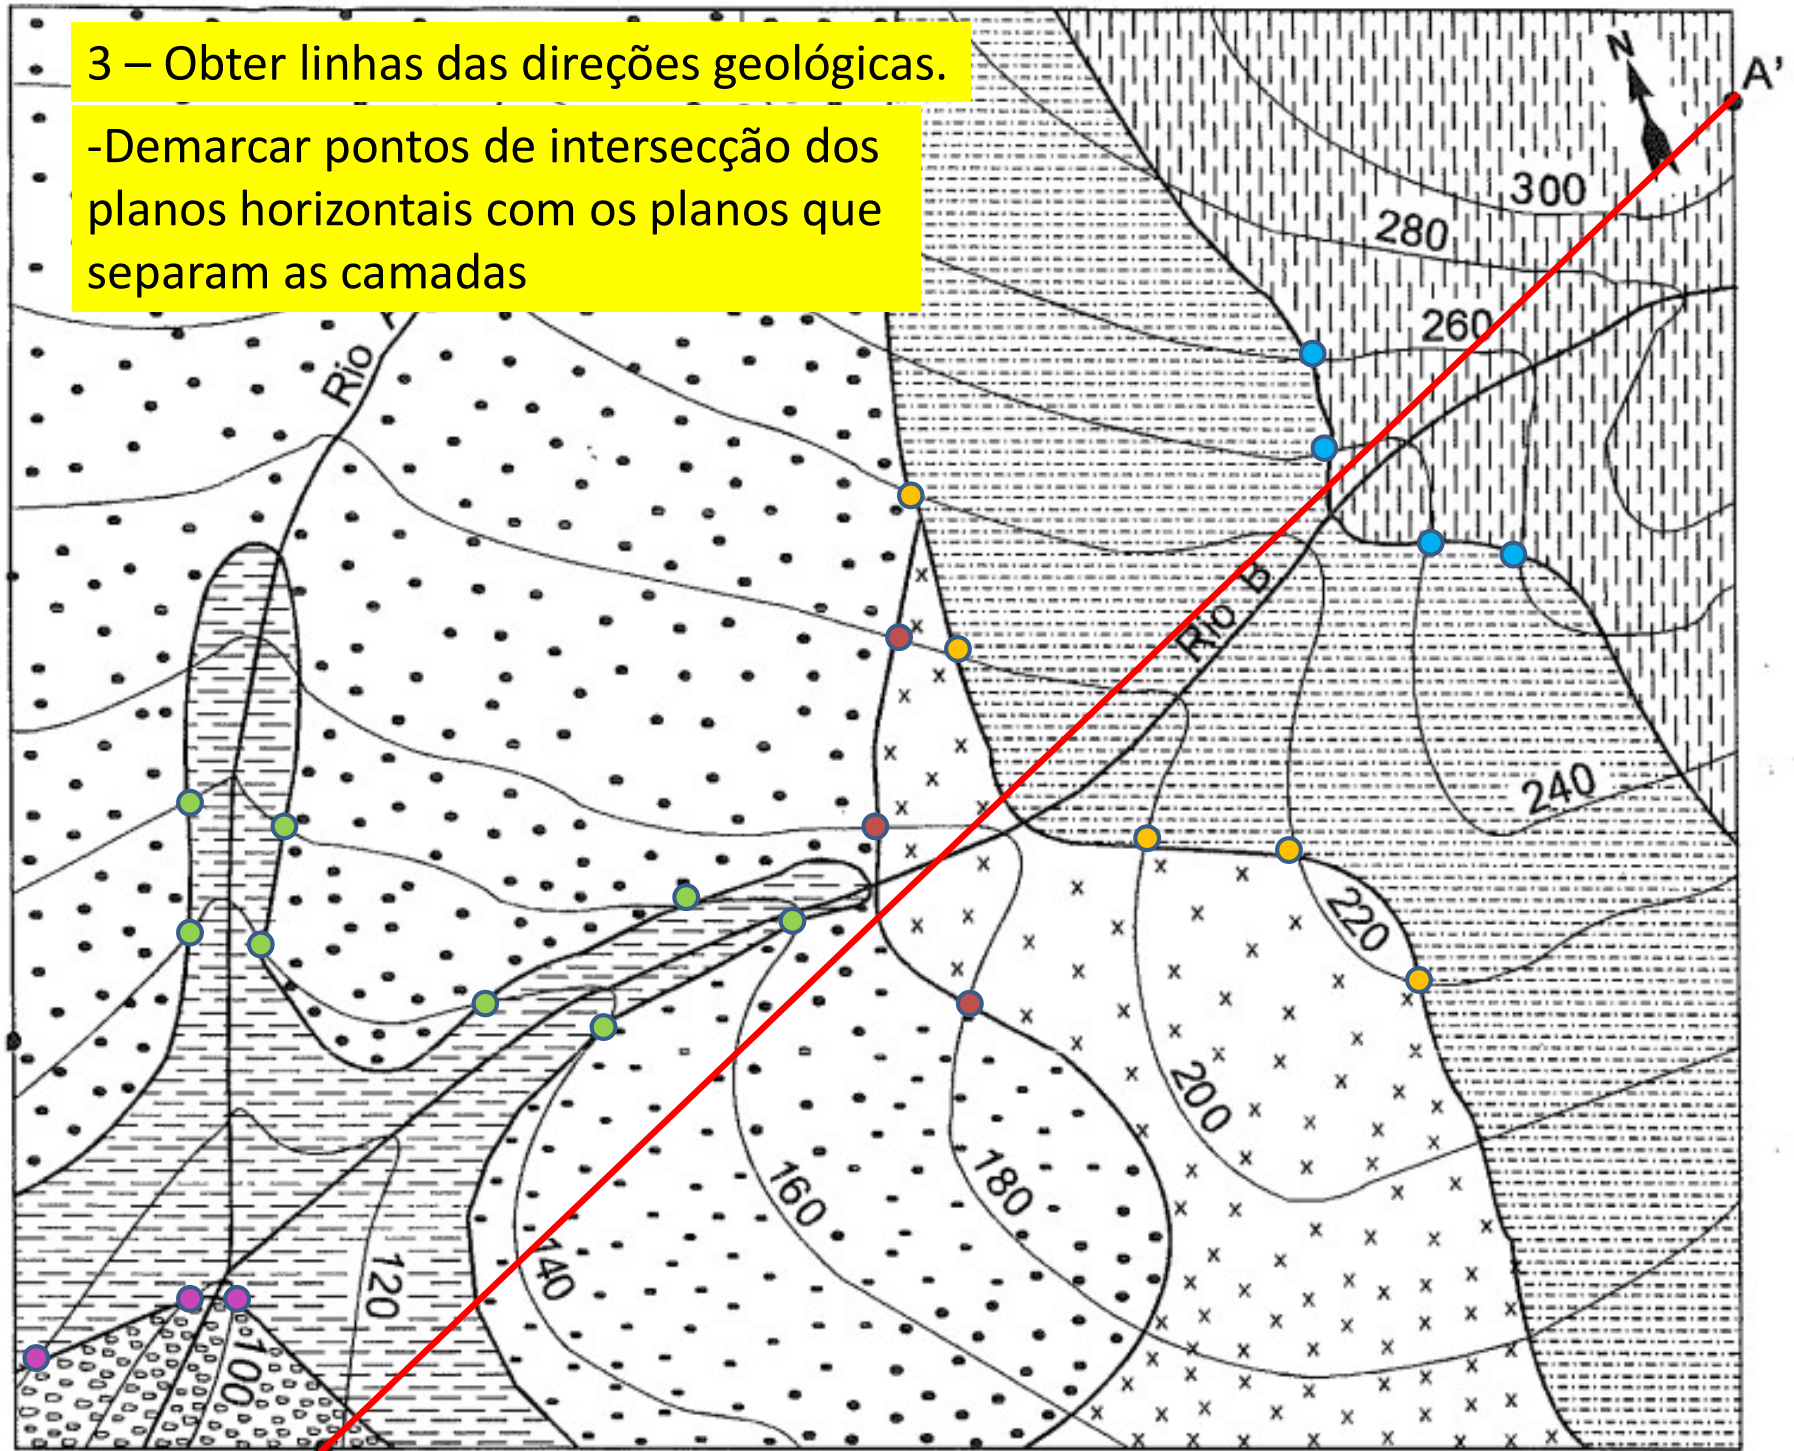 3 – Obter linhas das direções geológicas.
-Demarcar pontos de intersecção dos
planos horizontais com os planos que
separam as camadas
N
A'
300
280
260
Rio
Rio B
240
220
200
180
160
140
120
100